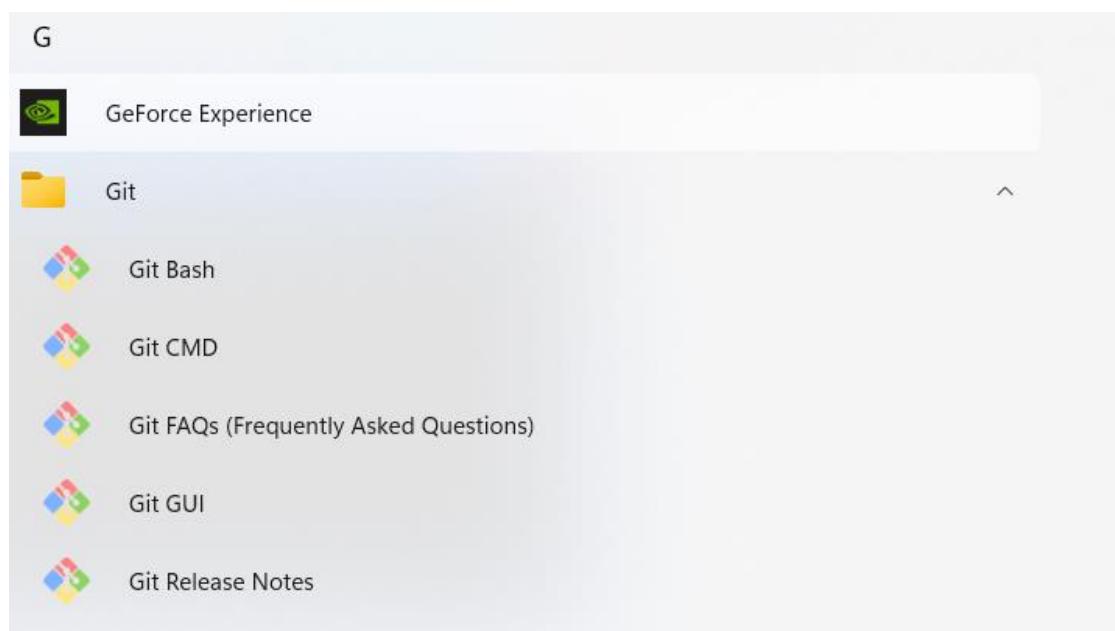 G
GeForce Experience
Git
Git Bash
Git CMD
Git FAQs (Frequently Asked Questions)
Git GUI
Git Release Notes